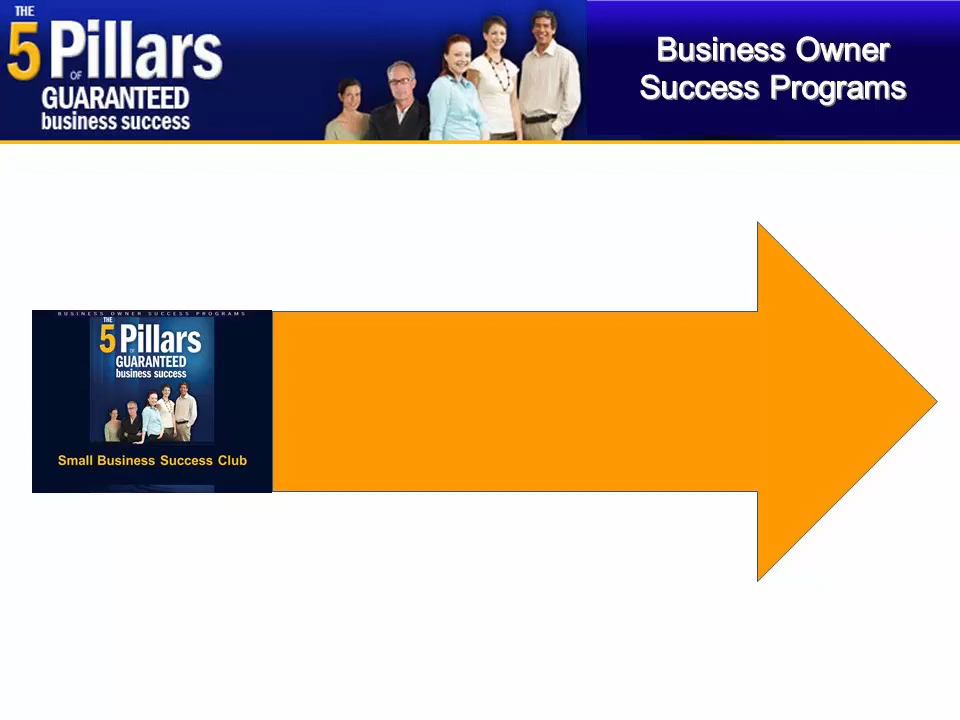 THE
5 Pillars
OF
GUARANTEED
business success
Business Owner
Success Programs
BUSINESS OWNER SUCCESS PROGRAMS
THE
5 Pillars
OF
GUARANTEED
business success
Small Business Success Club